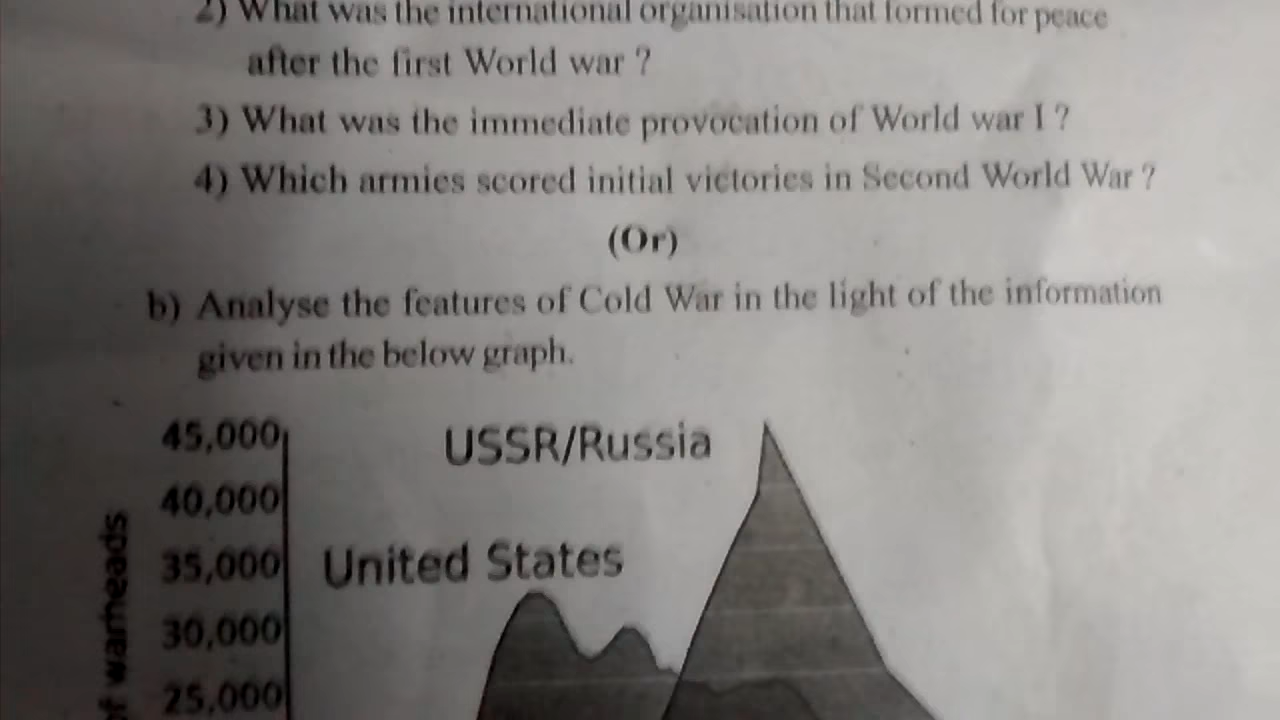 2) What was the international organisation that formed for peace
after the first World war ?
3) What was the immediate provocation of World war I ?
4) Which armies scored initial victories in Second World War ?
(Or)
b) Analyse the features of Cold War in the light of the information
given in the below graph.
45,000
USSR/Russia
40,000
35,000
United States
30,000
25,000
of warheads